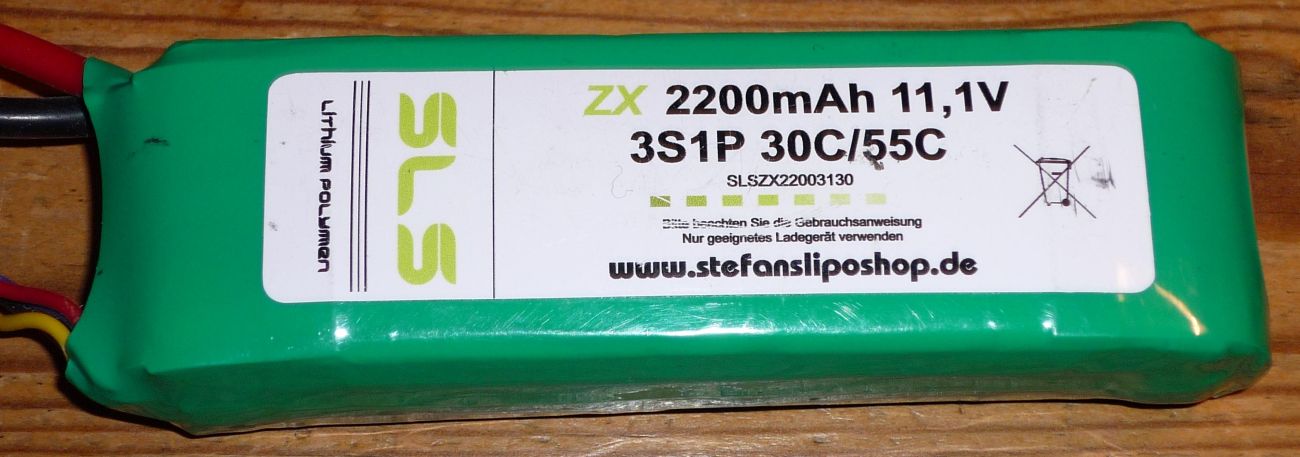 SLS
LiTHiUM POLYMER
ZX 2200mAh 11,1V
3S1P 30C/55C
SLSZX22003130
Bitte beachten Sie die Gebrauchsanweisung
Nur geeignetes Ladegerät verwenden
www.stefansliposhop.de